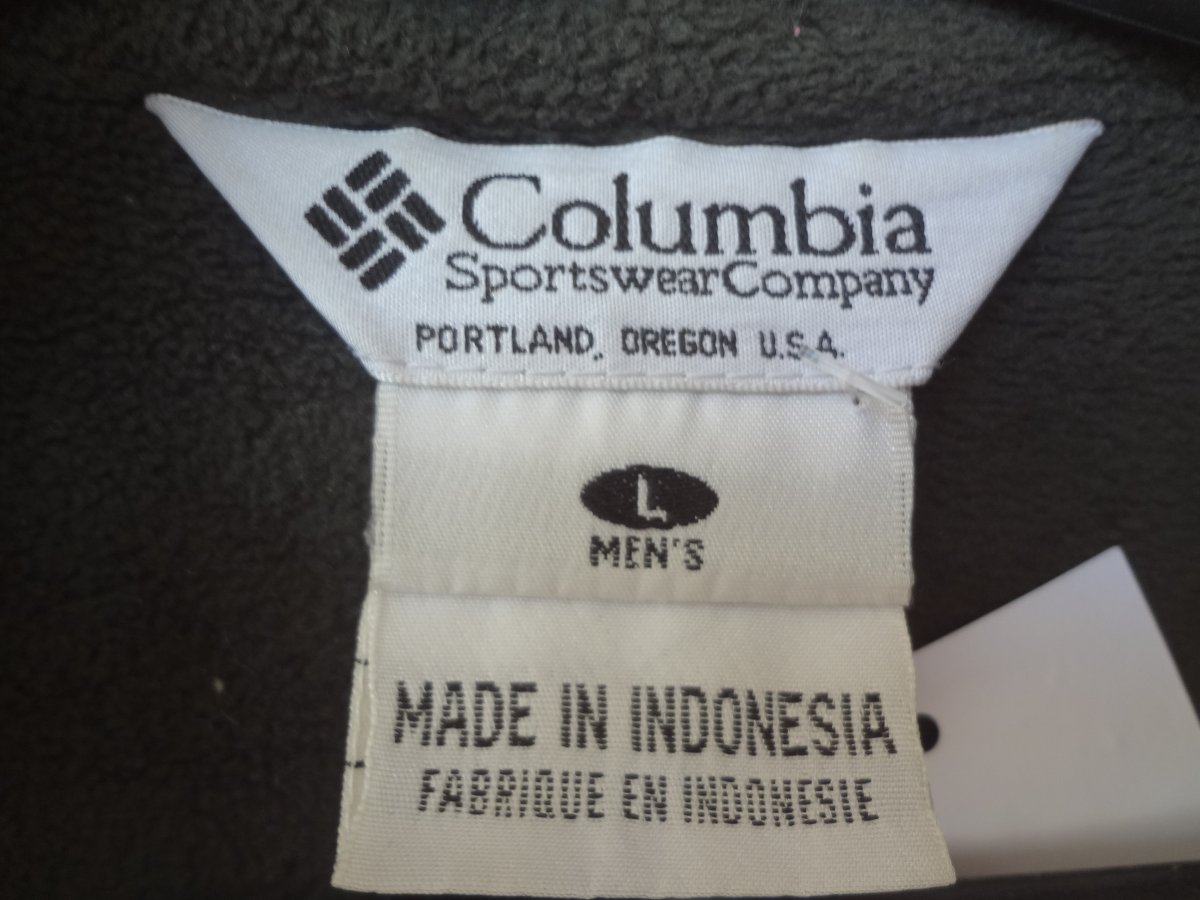 Columbia
SportswearCompany
PORTLAND, OREGON U.S.A.
L
MEN'S
MADE IN INDONESIA
FABRIQUE EN INDONESIE